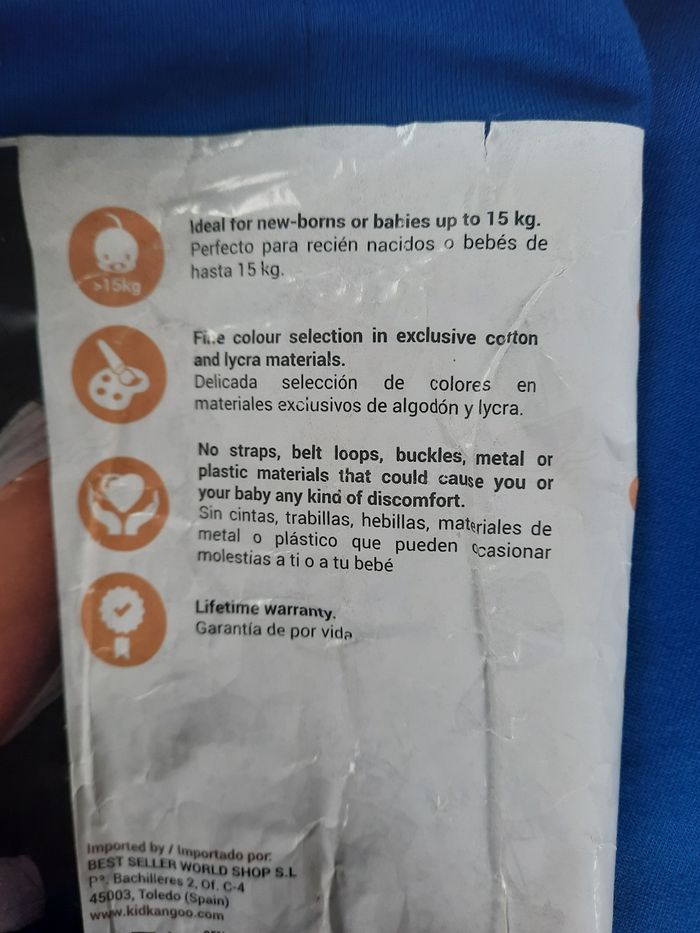 Ideal for new-borns or babies up to 15 kg.
Perfecto para recién nacidos o bebés de
hasta 15 kg.
>15kg
Fine colour selection in exclusive cotton
and lycra materials.
Delicada selección de colores en
materiales exclusivos de algodón y lycra.
No straps, belt loops, buckles, metal or
plastic materials that could cause you or
your baby any kind of discomfort.
Sin cintas, trabillas, hebillas, materiales de
metal o plástico que pueden ocasionar
molestias a ti o a tu bebé
Lifetime warranty.
Garantía de por vida
Imported by / Importado por:
BEST SELLER WORLD SHOP S.L
Pº. Bachilleres 2, Of. C-4
45003, Toledo (Spain)
www.kidkangoo.com